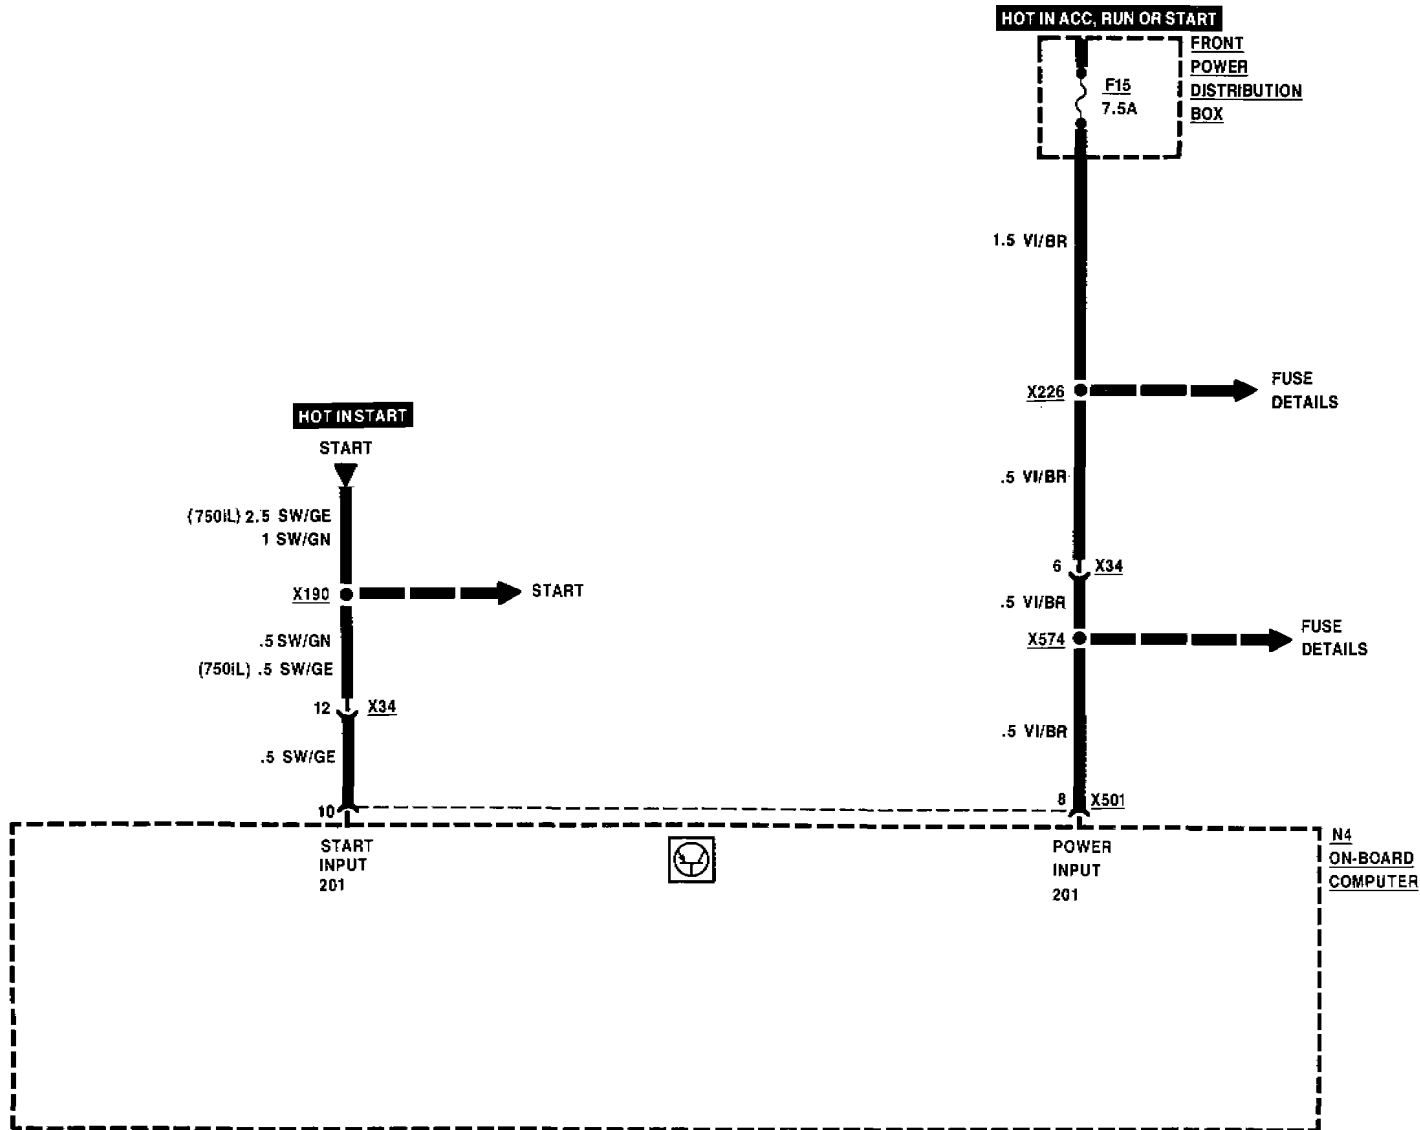 HOT IN ACC, RUN OR START
FRONT
POWER
DISTRIBUTION
BOX
F15
7.5A
1.5 VI/BR
X226
FUSE
DETAILS
HOT IN START
START
.5 VI/BR
(750iL) 2.5 SW/GE
1 SW/GN
6 X34
X190
START
.5 VI/BR
.5 SW/GN
X574
FUSE
DETAILS
(750iL) .5 SW/GE
12 X34
.5 VI/BR
.5 SW/GE
10
8 X501
START
INPUT
201
POWER
INPUT
201
N4
ON-BOARD
COMPUTER